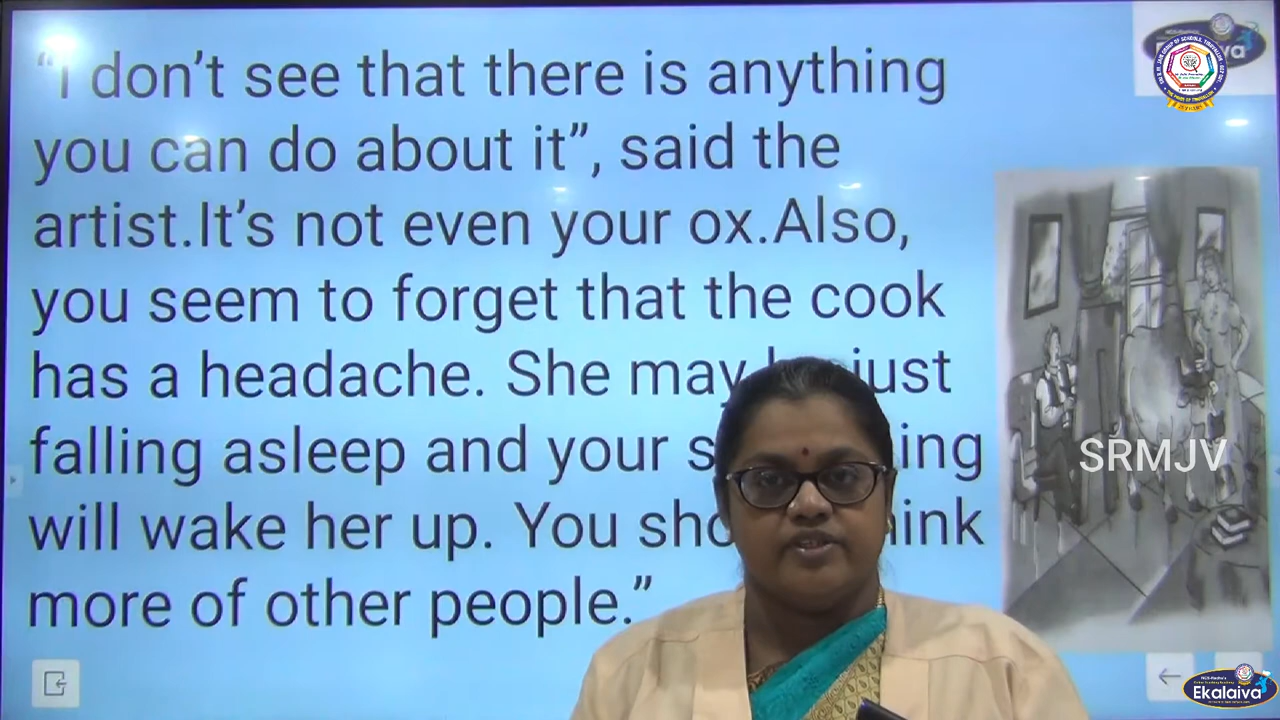 “I don’t see that there is anything
you can do about it”, said the
artist.It’s not even your ox.Also,
you seem to forget that the cook
has a headache. She may just
falling asleep and your
will wake her up. You
more of other people.”
SRMJV
Ekalaiva